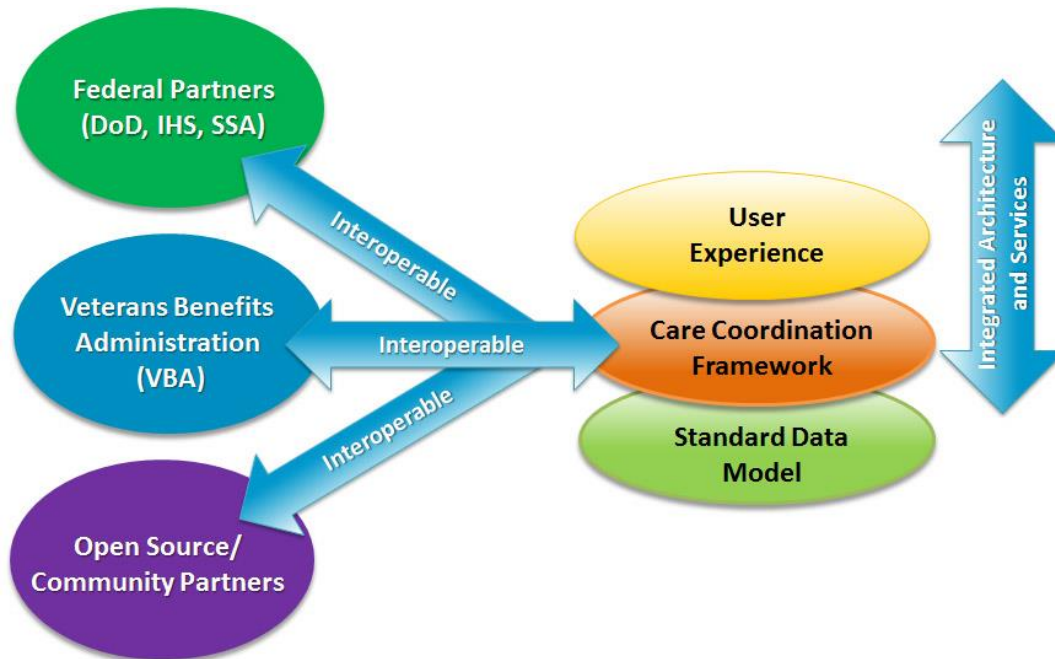 Federal Partners
(DoD, IHS, SSA)
Interoperable
Veterans Benefits
Administration
(VBA)
Interoperable
Interoperable
Open Source/
Community Partners
User
Experience
Care Coordination
Framework
Standard Data
Model
Integrated Architecture
and Services